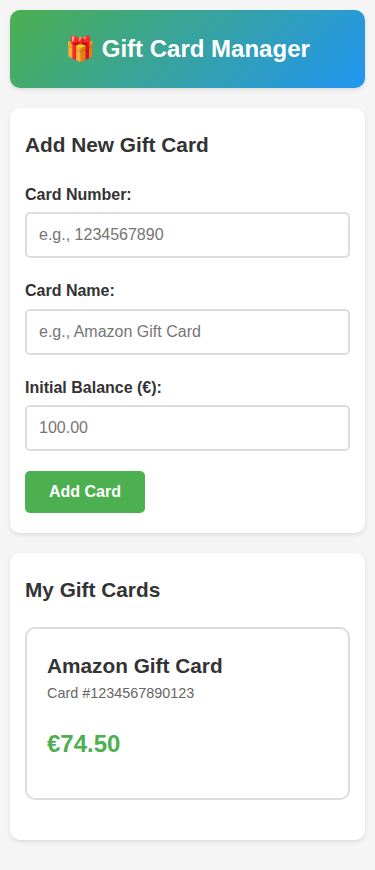 🎁 Gift Card Manager
Add New Gift Card
Card Number:
e.g., 1234567890
Card Name:
e.g., Amazon Gift Card
Initial Balance (€):
100.00
Add Card
My Gift Cards
Amazon Gift Card
Card #1234567890123
€74.50